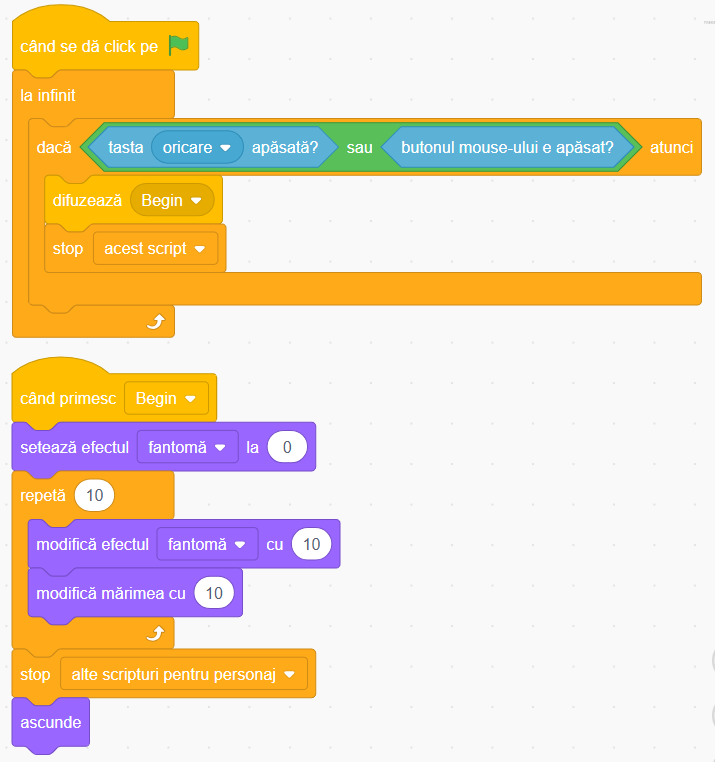 când se dă click pe
la infinit
dacă tasta oricare apăsată? sau butonul mouse-ului e apăsat? atunci
difuzează Begin
stop acest script
când primesc Begin
setează efectul fantomă la 0
repetă 10
modifică efectul fantomă cu 10
modifică mărimea cu 10
stop alte scripturi pentru personaj
ascunde